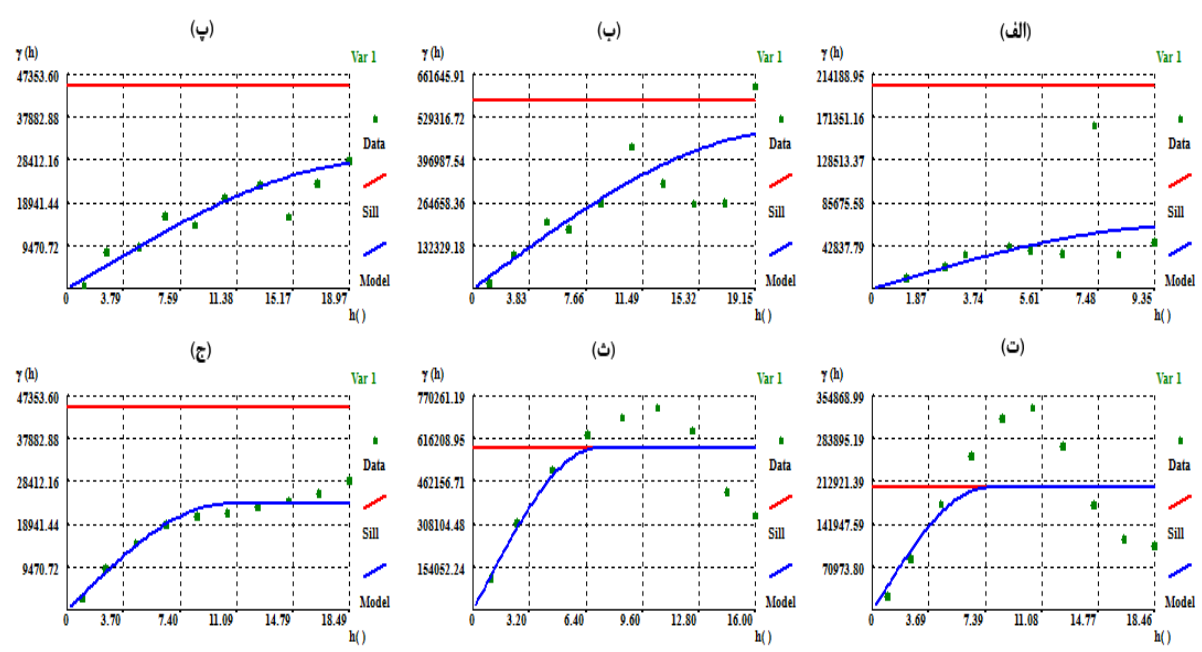 (پ)
γ (h)
Var 1
47353.60
37882.88
28412.16
18941.44
9470.72
Data
Sill
Model
0 3.79 7.59 11.38 15.17 18.97
h( )
(ب)
γ (h)
Var 1
661645.91
529316.72
396987.54
264658.36
132329.18
Data
Sill
Model
0 3.83 7.66 11.49 15.32 19.15
h( )
(الف)
γ (h)
Var 1
214188.95
171351.16
128513.37
85675.58
42837.79
Data
Sill
Model
0 1.87 3.74 5.61 7.48 9.35
h( )
(ج)
γ (h)
Var 1
47353.60
37882.88
28412.16
18941.44
9470.72
Data
Sill
Model
0 3.70 7.40 11.09 14.79 18.49
h( )
(ث)
γ (h)
Var 1
770261.19
616208.95
462156.71
308104.48
154052.24
Data
Sill
Model
0 3.20 6.40 9.60 12.80 16.00
h( )
(ت)
γ (h)
Var 1
354868.99
283895.19
212921.39
141947.59
70973.80
Data
Sill
Model
0 3.69 7.39 11.08 14.77 18.46
h( )